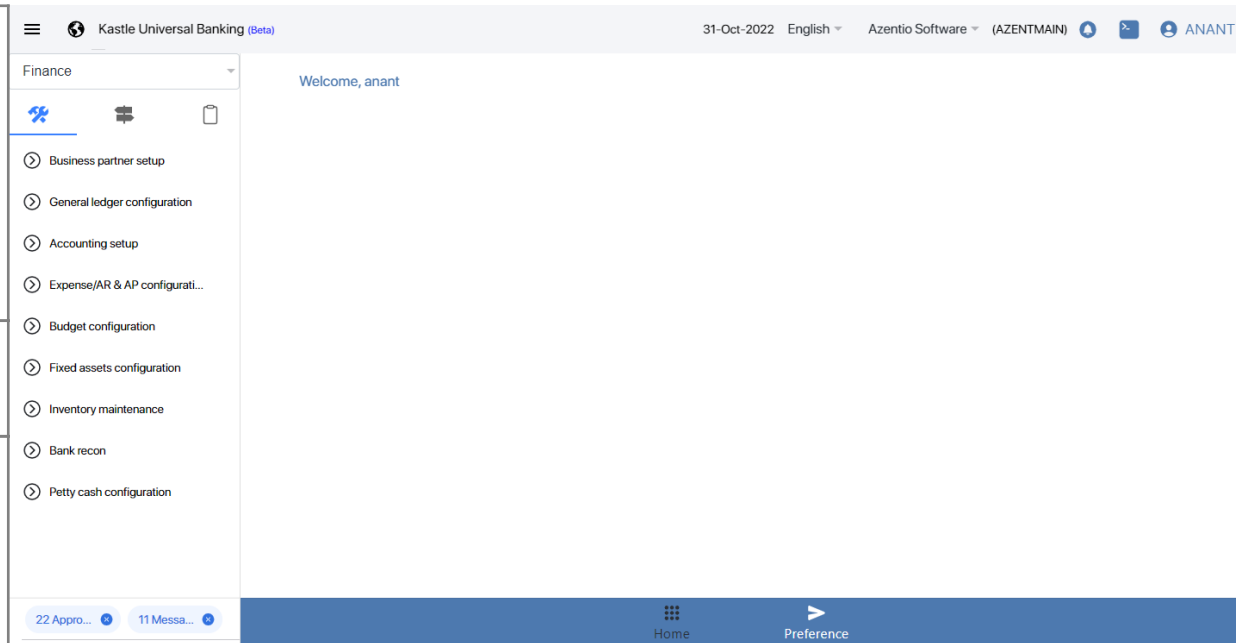 Kastle Universal Banking (Beta)
31-Oct-2022 English Azentio Software (AZENTMAIN) ANANT
Finance
Welcome, anant
Business partner setup
General ledger configuration
Accounting setup
Expense/AR & AP configurati...
Budget configuration
Fixed assets configuration
Inventory maintenance
Bank recon
Petty cash configuration
22 Appro... 11 Messa...
Home Preference